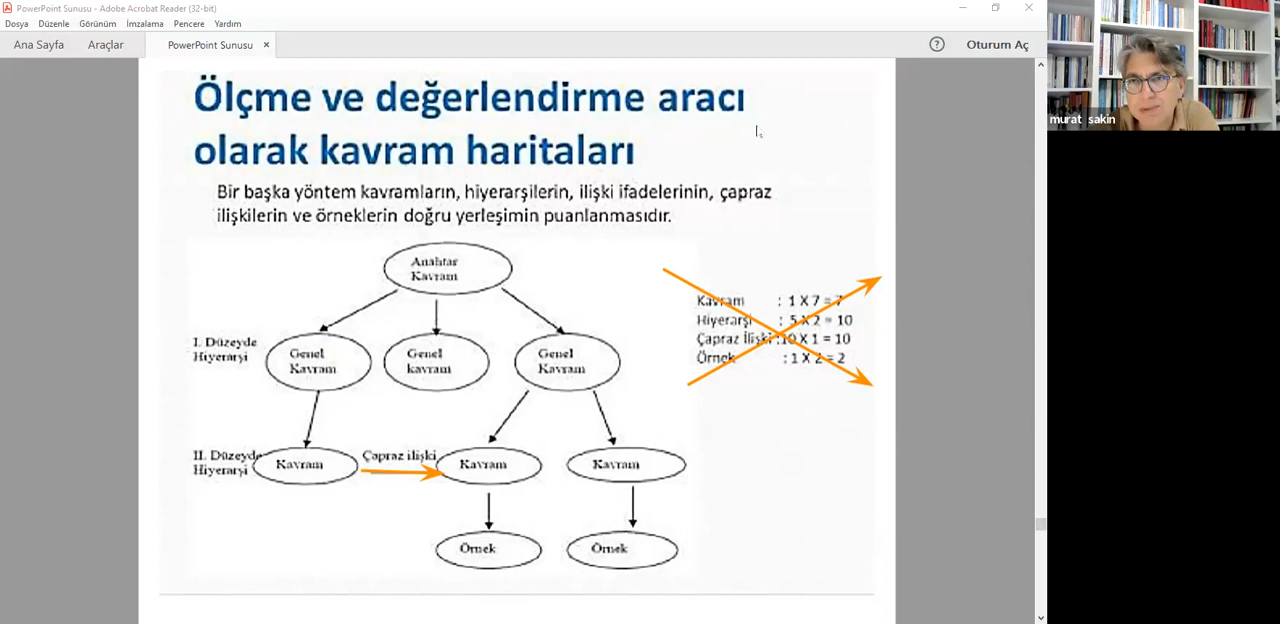 PowerPoint Sunusu - Adobe Acrobat Reader (32-bit)
Dosya Düzenle Görünüm İmzalama Pencere Yardım
Ana Sayfa Araçlar PowerPoint Sunusu × ? Oturum Aç
murat sakin
Ölçme ve değerlendirme aracı
olarak kavram haritaları
Bir başka yöntem kavramların, hiyerarşilerin, ilişki ifadelerinin, çapraz
ilişkilerin ve örneklerin doğru yerleşimin puanlanmasıdır.
Anahtar
Kavram
Kavram : 1 X 7 = 7
Hiyerarşi : 5 X 2 = 10
Çapraz İlişki :10 X 1 = 10
Örnek : 1 X 2 = 2
I. Düzeyde
Hiyerarşi
Genel
Kavram
Genel
kavram
Genel
Kavram
II. Düzeyde
Hiyerarşi
Kavram
Çapraz ilişki
Kavram
Kavram
Örnek
Örnek